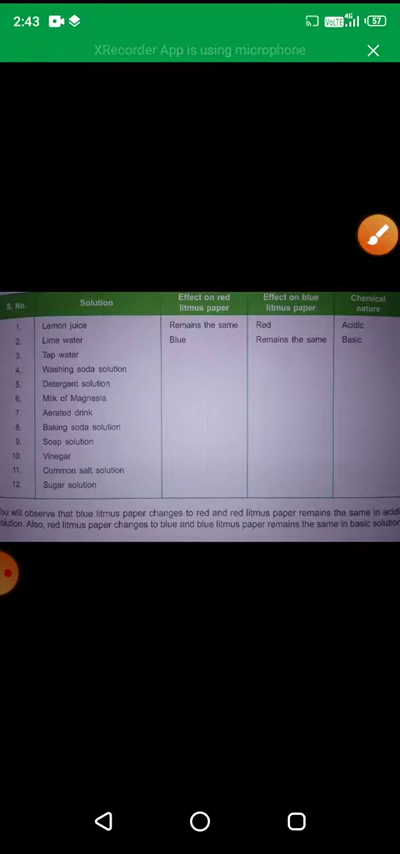 2:43
VoLTE 4G 57
XRecorder App is using microphone
S. No. Solution Effect on red litmus paper Effect on blue litmus paper Chemical nature
1. Lemon juice Remains the same Red Acidic
2. Lime water Blue Remains the same Basic
3. Tap water
4. Washing soda solution
5. Detergent solution
6. Milk of Magnesia
7. Aerated drink
8. Baking soda solution
9. Soap solution
10. Vinegar
11. Common salt solution
12. Sugar solution
ou will observe that blue litmus paper changes to red and red litmus paper remains the same in acidi
olution. Also, red litmus paper changes to blue and blue litmus paper remains the same in basic solution